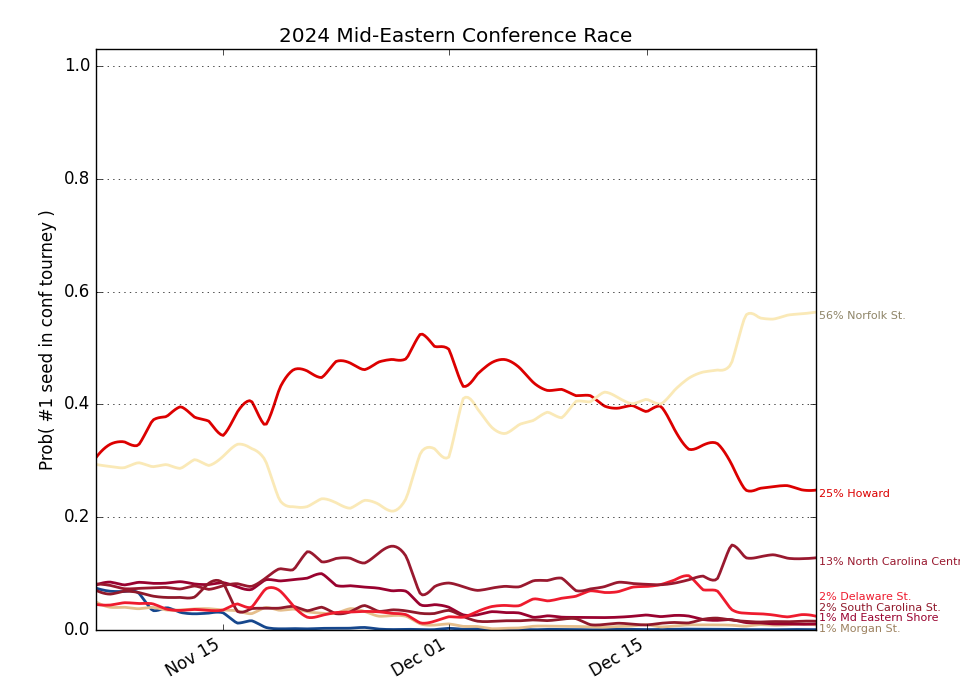 2024 Mid-Eastern Conference Race
Prob( #1 seed in conf tourney )
1.0
0.8
0.6
0.4
0.2
0.0
Nov 15
Dec 01
Dec 15
56% Norfolk St.
25% Howard
13% North Carolina Centr
2% Delaware St.
2% South Carolina St.
1% Md Eastern Shore
1% Morgan St.